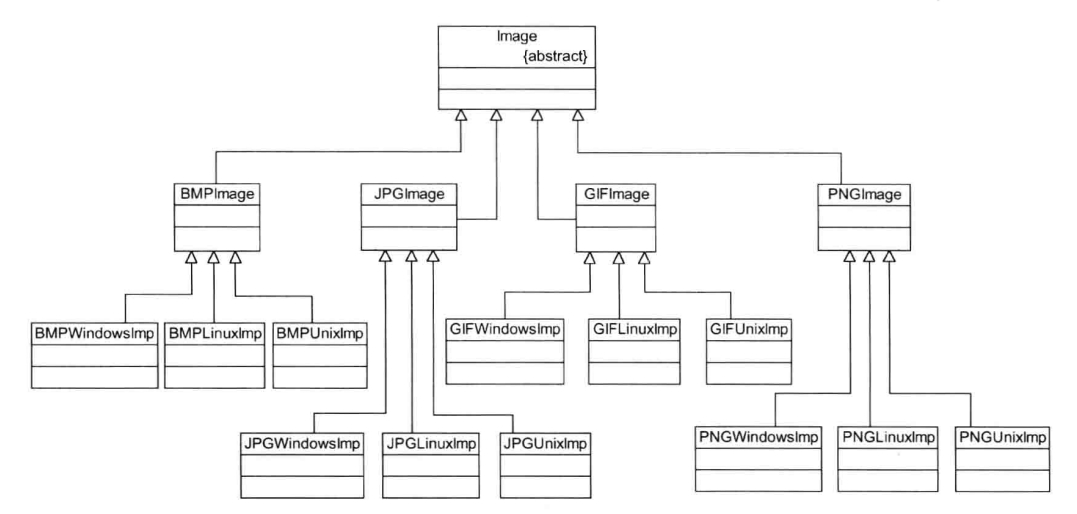 Image
{abstract}
BMPImage
JPGImage
GIFImage
PNGImage
BMPWindowsImp
BMPLinuxImp
BMPUnixImp
GIFWindowsImp
GIFLinuxImp
GIFUnixImp
JPGWindowsImp
JPGLinuxImp
JPGUnixImp
PNGWindowsImp
PNGLinuxImp
PNGUnixImp